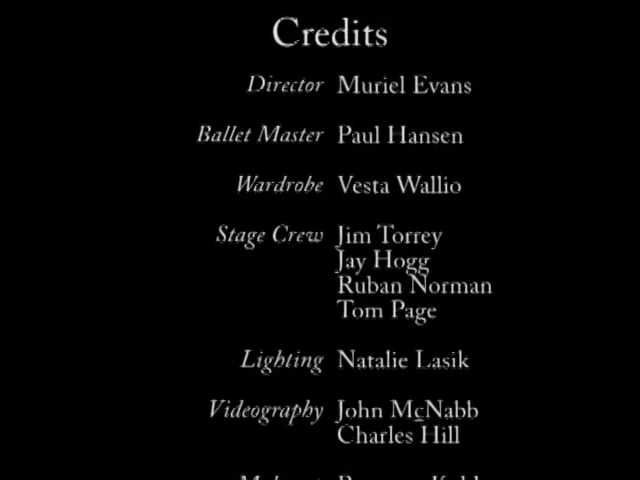 Credits
Director Muriel Evans
Ballet Master Paul Hansen
Wardrobe Vesta Wallio
Stage Crew Jim Torrey
Jay Hogg
Ruban Norman
Tom Page
Lighting Natalie Lasik
Videography John McNabb
Charles Hill